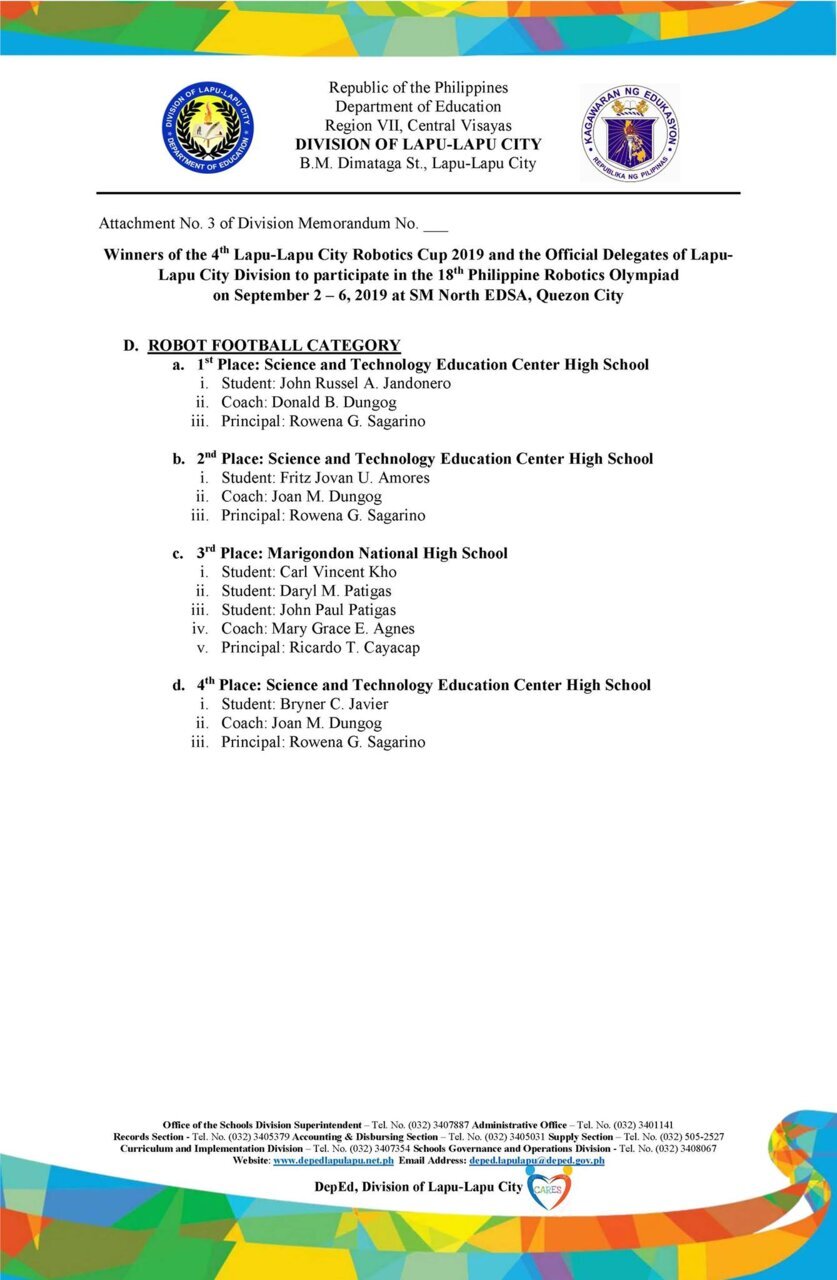 Republic of the Philippines
Department of Education
Region VII, Central Visayas
DIVISION OF LAPU-LAPU CITY
B.M. Dimataga St., Lapu-Lapu City
DIVISION OF LAPU-LAPU CITY
DEPARTMENT OF EDUCATION
KAGAWARAN NG EDUKASYON
REPUBLIKA NG PILIPINAS
Attachment No. 3 of Division Memorandum No. ___
Winners of the 4th Lapu-Lapu City Robotics Cup 2019 and the Official Delegates of Lapu-
Lapu City Division to participate in the 18th Philippine Robotics Olympiad
on September 2 – 6, 2019 at SM North EDSA, Quezon City
D. ROBOT FOOTBALL CATEGORY
a. 1st Place: Science and Technology Education Center High School
i. Student: John Russel A. Jandonero
ii. Coach: Donald B. Dungog
iii. Principal: Rowena G. Sagarino
b. 2nd Place: Science and Technology Education Center High School
i. Student: Fritz Jovan U. Amores
ii. Coach: Joan M. Dungog
iii. Principal: Rowena G. Sagarino
c. 3rd Place: Marigondon National High School
i. Student: Carl Vincent Kho
ii. Student: Daryl M. Patigas
iii. Student: John Paul Patigas
iv. Coach: Mary Grace E. Agnes
v. Principal: Ricardo T. Cayacap
d. 4th Place: Science and Technology Education Center High School
i. Student: Bryner C. Javier
ii. Coach: Joan M. Dungog
iii. Principal: Rowena G. Sagarino
Office of the Schools Division Superintendent – Tel. No. (032) 3407887 Administrative Office – Tel. No. (032) 3401141
Records Section - Tel. No. (032) 3405379 Accounting & Disbursing Section – Tel. No. (032) 3405031 Supply Section – Tel. No. (032) 505-2527
Curriculum and Implementation Division – Tel. No. (032) 3407354 Schools Governance and Operations Division - Tel. No. (032) 3408067
Website: www.depedlapulapu.net.ph Email Address: deped.lapulapu@deped.gov.ph
DepEd, Division of Lapu-Lapu City CARES